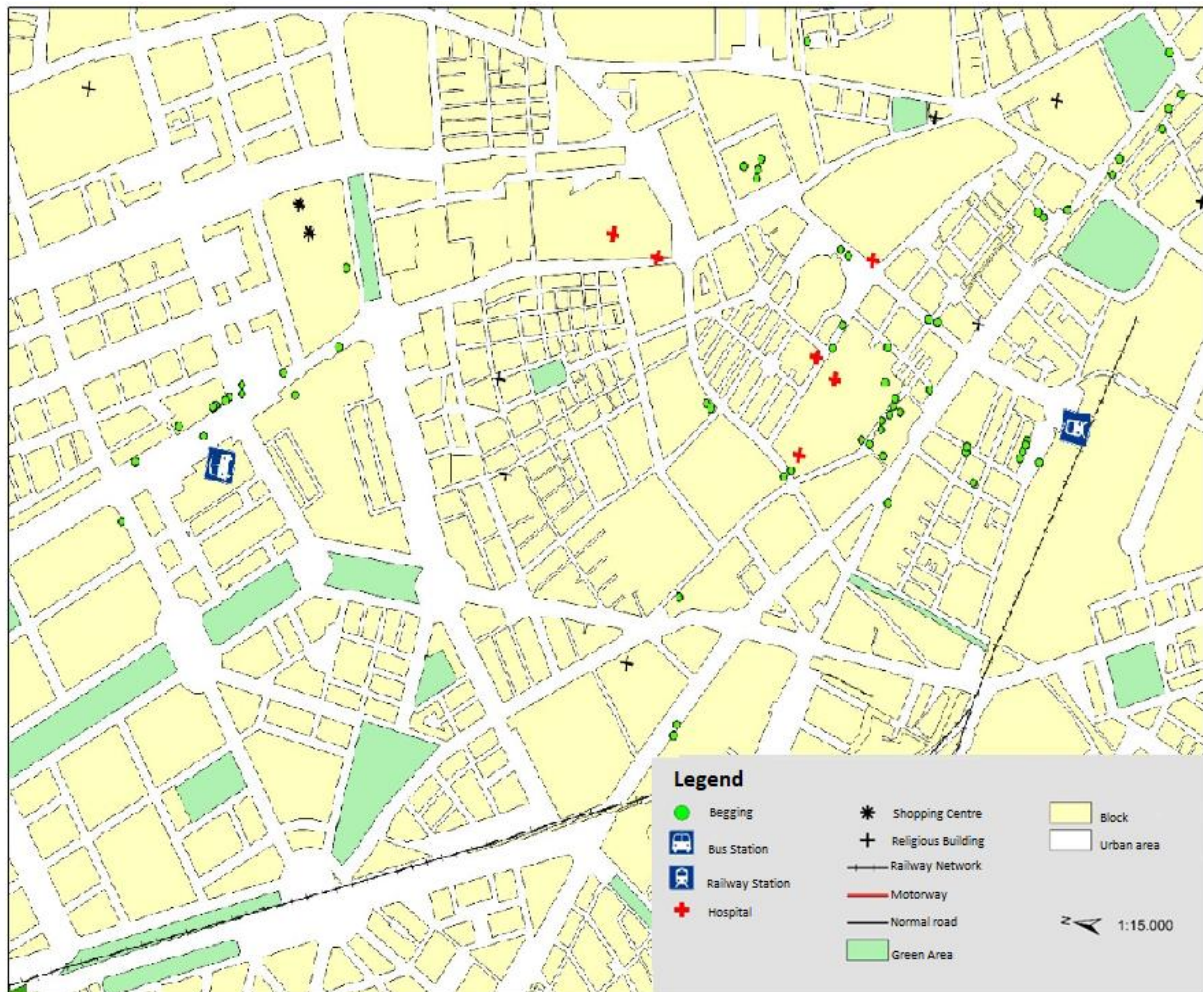 Legend
Begging
Bus Station
Railway Station
Hospital
Shopping Centre
Religious Building
Railway Network
Motorway
Normal road
Green Area
Block
Urban area
N
1:15.000